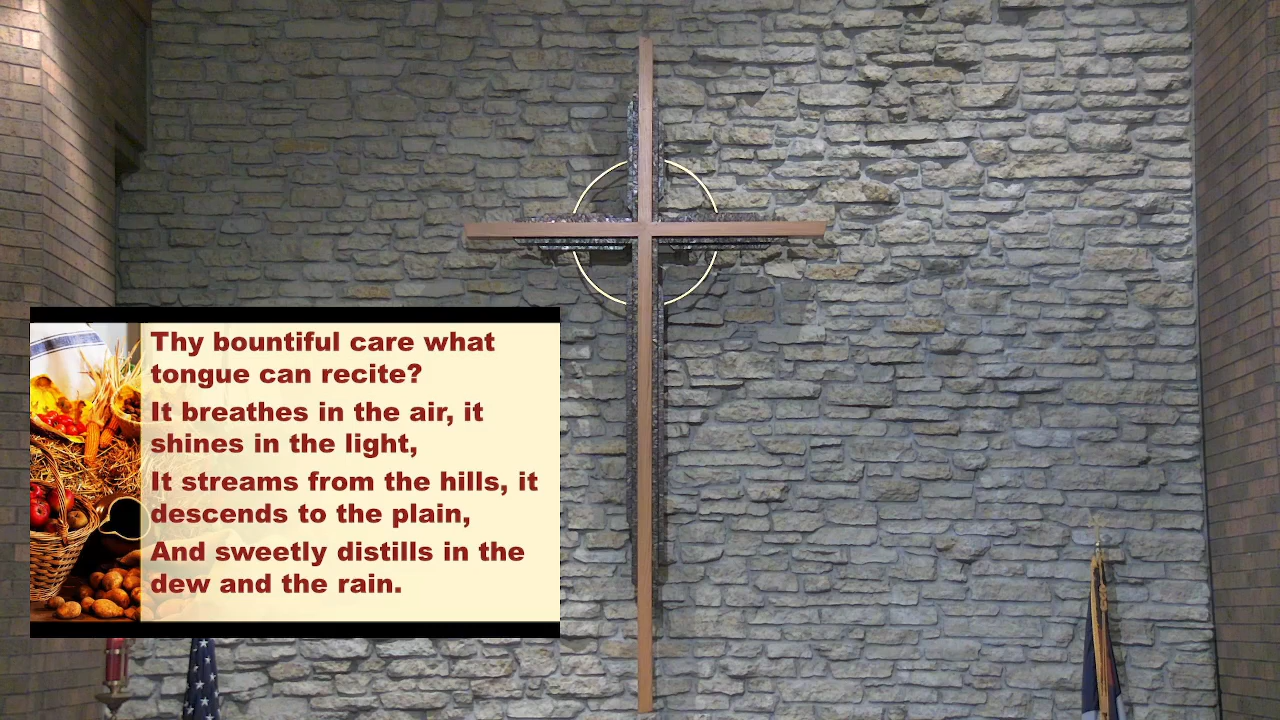 Thy bountiful care what
tongue can recite?
It breathes in the air, it
shines in the light,
It streams from the hills, it
descends to the plain,
And sweetly distills in the
dew and the rain.